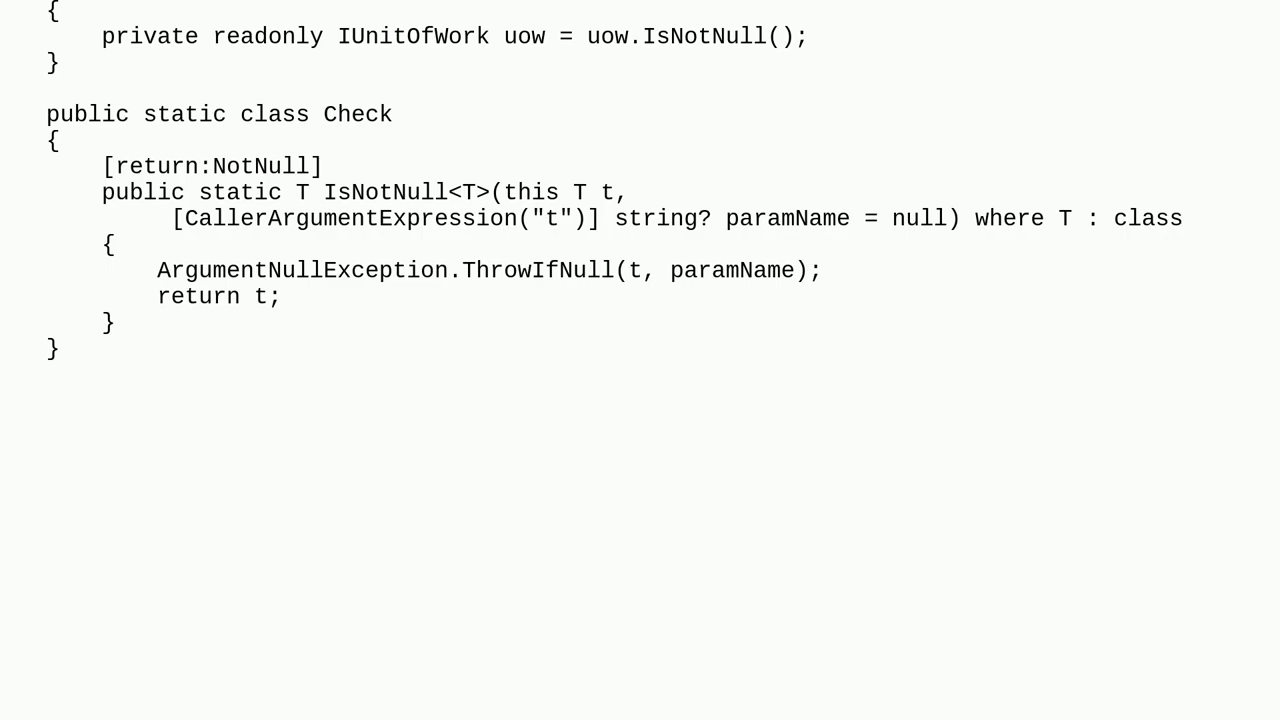 {
    private readonly IUnitOfWork uow = uow.IsNotNull();
}
public static class Check
{
    [return:NotNull]
    public static T IsNotNull<T>(this T t,
         [CallerArgumentExpression("t")] string? paramName = null) where T : class
    {
        ArgumentNullException.ThrowIfNull(t, paramName);
        return t;
    }
}